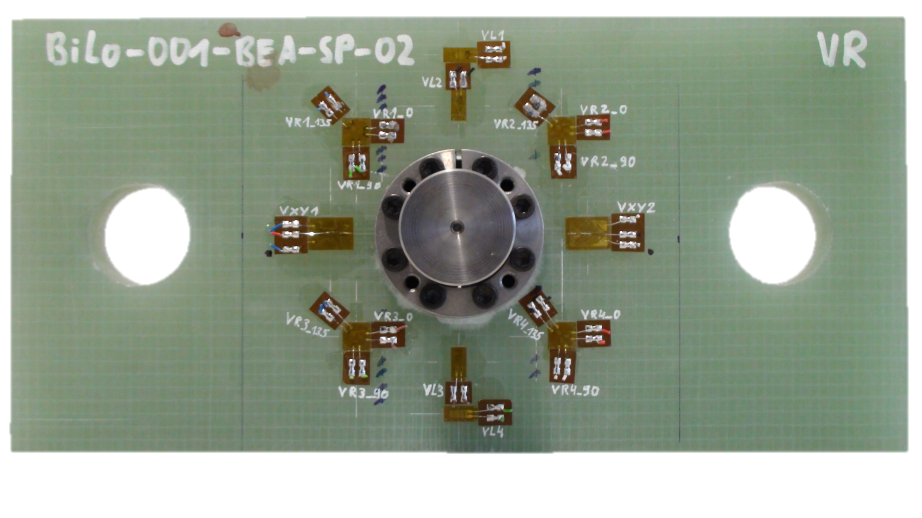 BiLo-001-BEA-SP-02
VR
VL1
VL2
VR1_135
VR1_0
VR2_135
VR2_0
VR1_90
VR2_90
VXY1
VXY2
VR3_135
VR3_0
VR4_135
VR4_0
VR3_90
VL3
VR4_90
VL4